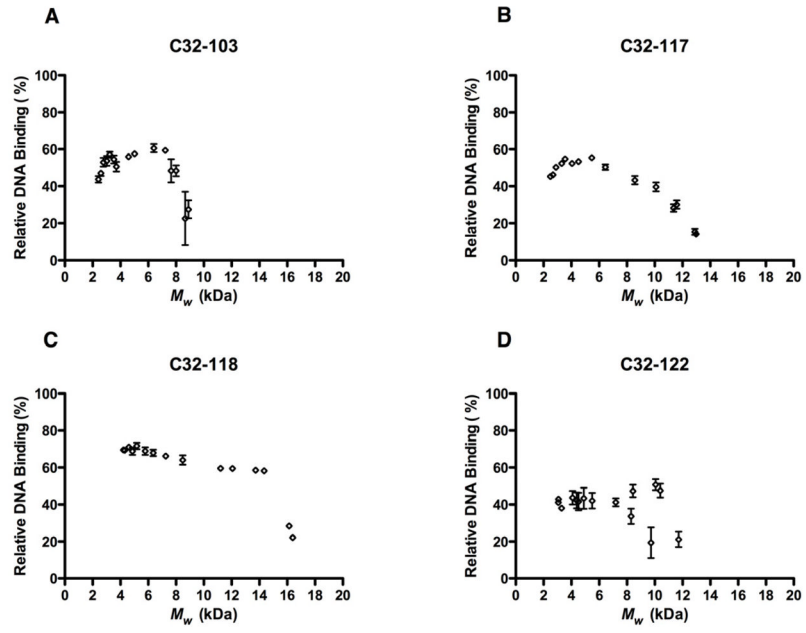 A
C32-103
Relative DNA Binding (%)
100
80
60
40
20
0
0 2 4 6 8 10 12 14 16 18 20
Mw (kDa)
B
C32-117
Relative DNA Binding (%)
100
80
60
40
20
0
0 2 4 6 8 10 12 14 16 18 20
Mw (kDa)
C
C32-118
Relative DNA Binding (%)
100
80
60
40
20
0
0 2 4 6 8 10 12 14 16 18 20
Mw (kDa)
D
C32-122
Relative DNA Binding (%)
100
80
60
40
20
0
0 2 4 6 8 10 12 14 16 18 20
Mw (kDa)